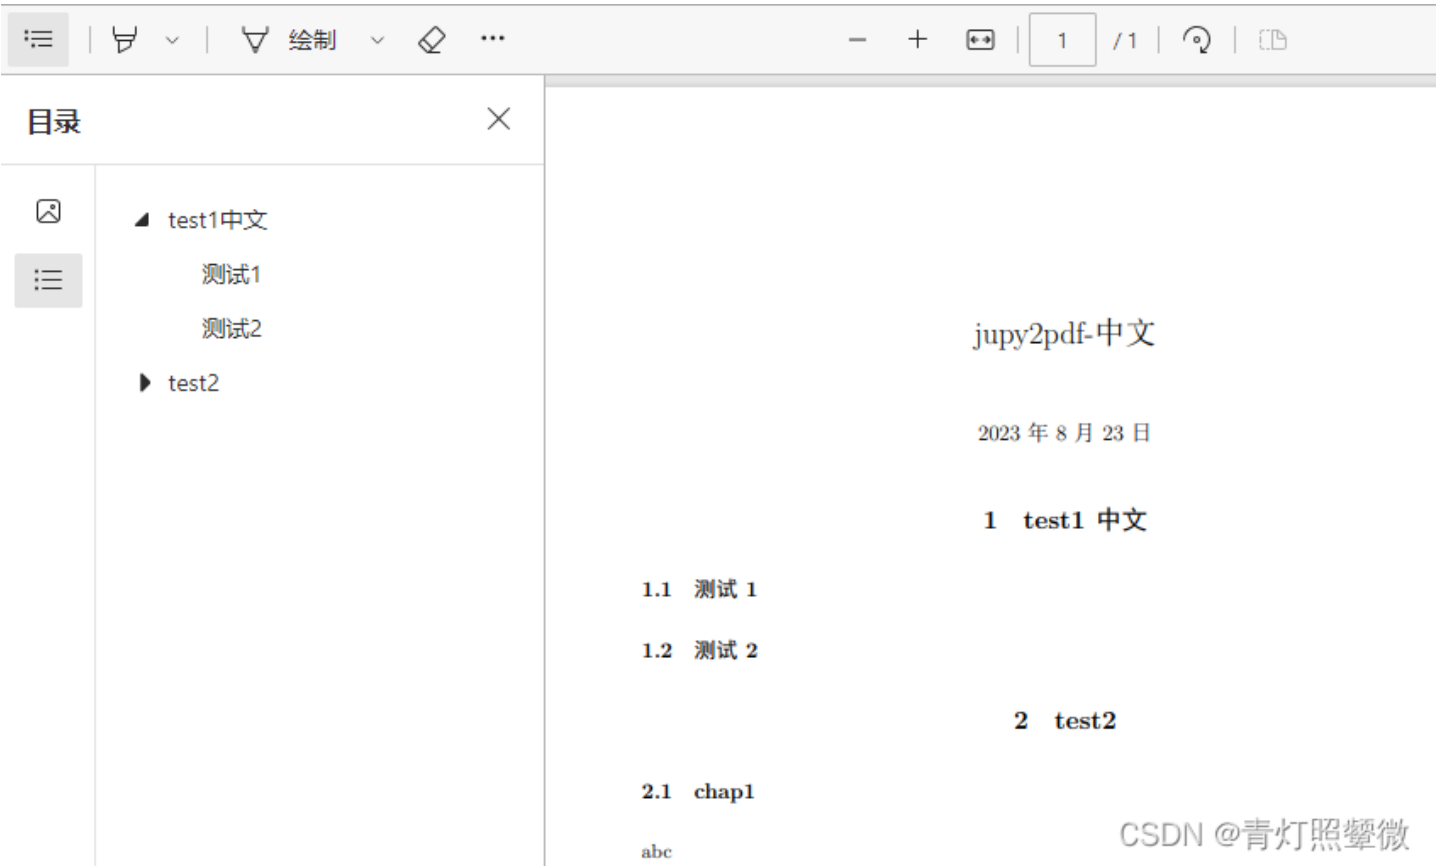 绘制
1 / 1
目录
test1中文
测试1
测试2
test2
jupy2pdf-中文
2023 年 8 月 23 日
1 test1 中文
1.1 测试 1
1.2 测试 2
2 test2
2.1 chap1
abc
CSDN @青灯照颦微